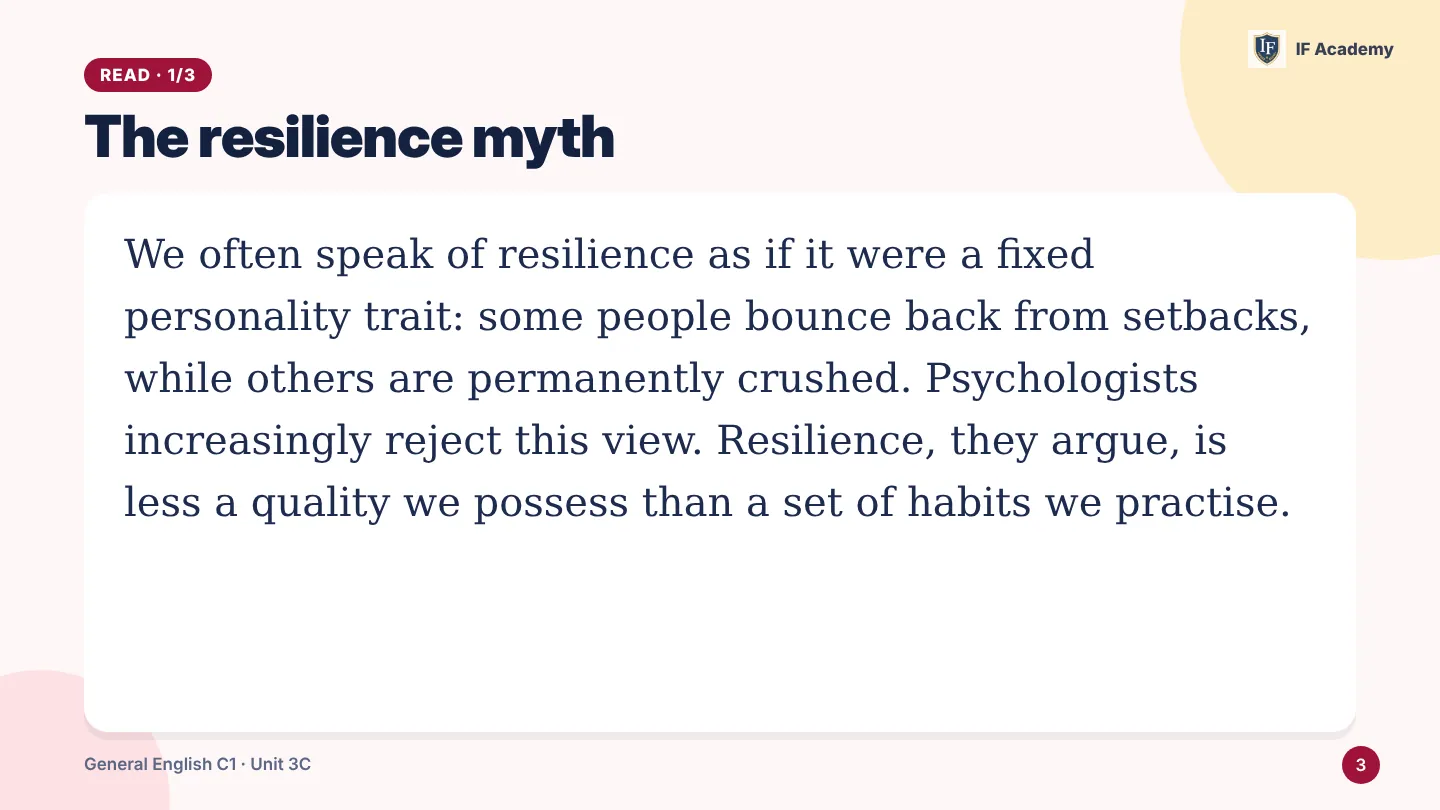 IF
IF Academy
READ · 1/3
The resilience myth
We often speak of resilience as if it were a fixed
personality trait: some people bounce back from setbacks,
while others are permanently crushed. Psychologists
increasingly reject this view. Resilience, they argue, is
less a quality we possess than a set of habits we practise.
General English C1 · Unit 3C
3